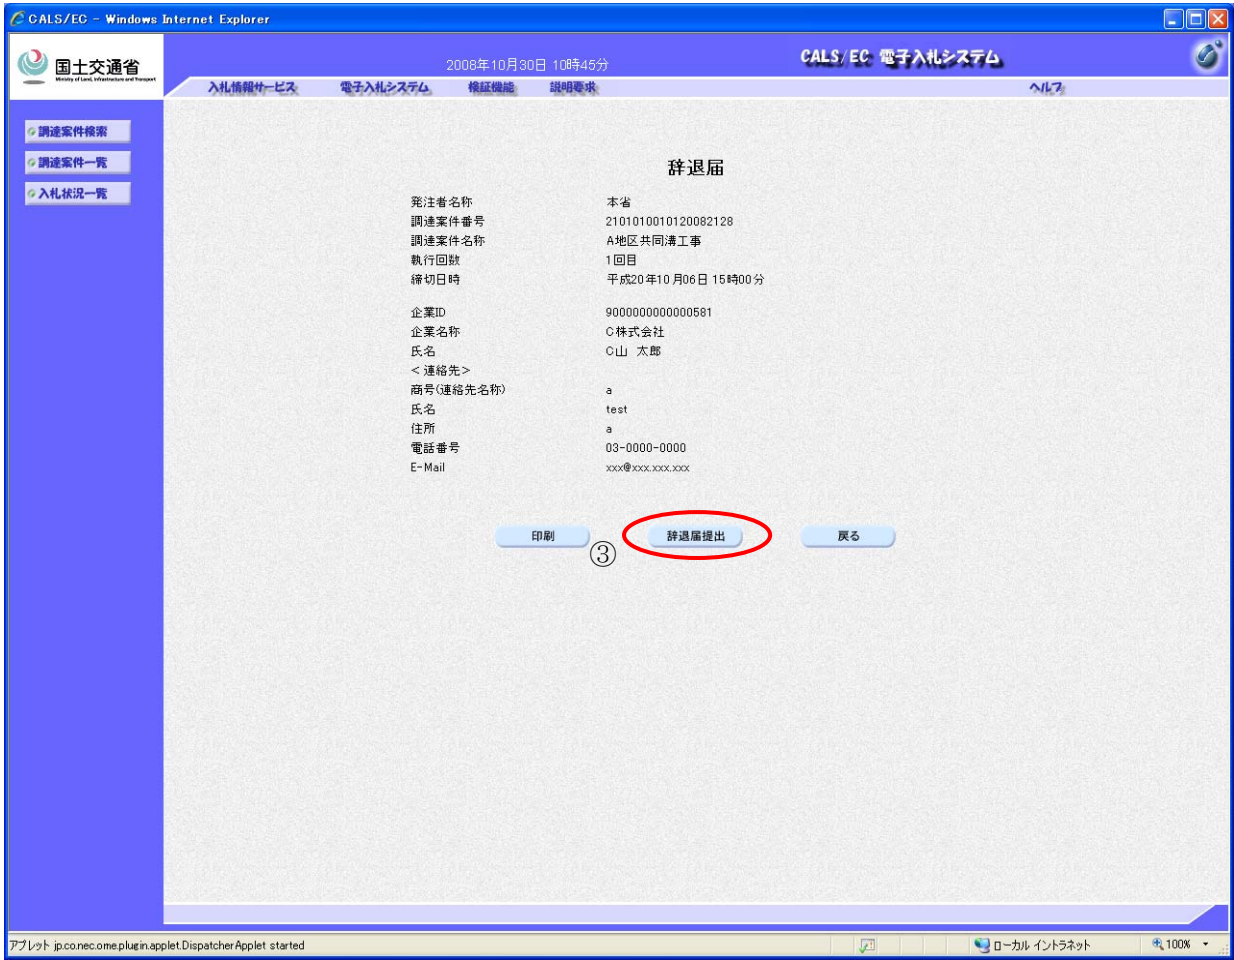 CALS/EC - Windows Internet Explorer
国土交通省
Ministry of Land, Infrastructure and Transport
2008年10月30日 10時45分
CALS/EC 電子入札システム
入札情報サービス 電子入札システム 検証機能 説明要求 ヘルプ
調達案件検索
調達案件一覧
入札状況一覧
辞退届
発注者名称 本省
調達案件番号 2101010010120082128
調達案件名称 A地区共同溝工事
執行回数 1回目
締切日時 平成20年10月06日 15時00分
企業ID 9000000000000581
企業名称 C株式会社
氏名 C山 太郎
<連絡先>
商号(連絡先名称) a
氏名 test
住所 a
電話番号 03-0000-0000
E-Mail xxx@xxx.xxx.xxx
印刷 ③ 辞退届提出 戻る
アプレット jp.co.nec.ome.plugin.applet.DispatcherApplet started ローカル イントラネット 100%